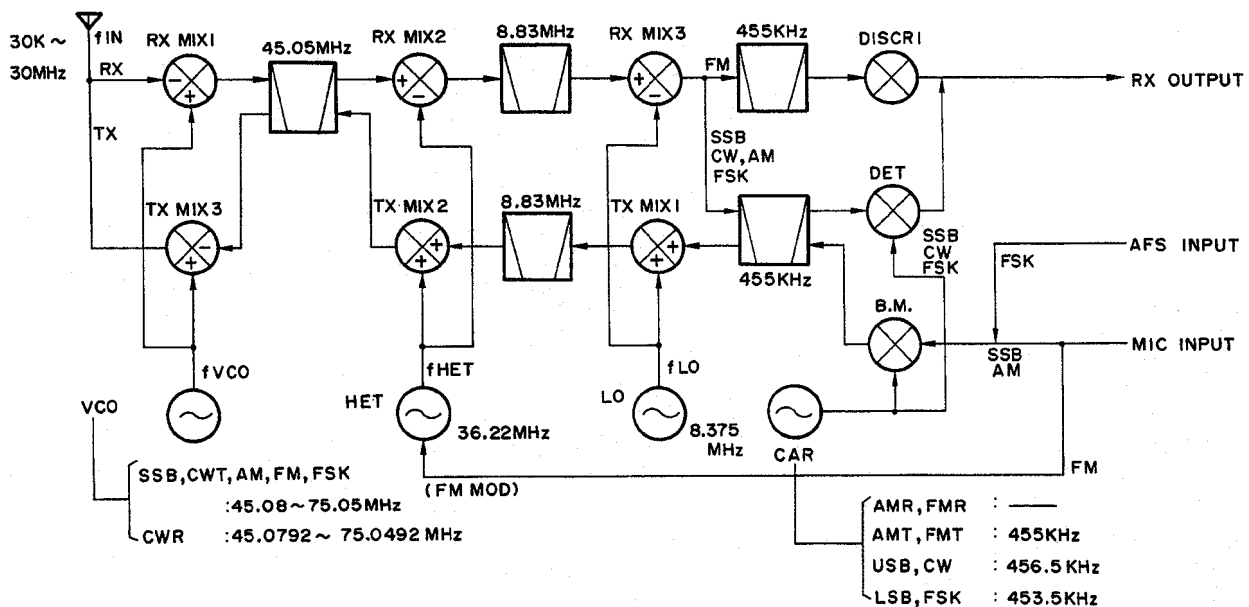 30K~
30MHz
fIN
RX
TX
RX MIX1
45.05MHz
RX MIX2
8.83MHz
RX MIX3
455KHz
DISCRI
FM
RX OUTPUT
SSB
CW,AM
FSK
DET
TX MIX3
TX MIX2
8.83MHz
TX MIX1
455KHz
SSB
CW
FSK
AFS INPUT
FSK
B.M.
MIC INPUT
SSB
AM
fVCO
fHET
fLO
VCO
HET
36.22MHz
LO
8.375
MHz
CAR
FM
(FM MOD)
SSB,CWT,AM,FM,FSK
:45.08~75.05MHz
CWR :45.0792~75.0492MHz
AMR,FMR : —
AMT,FMT : 455KHz
USB,CW : 456.5KHz
LSB,FSK : 453.5KHz